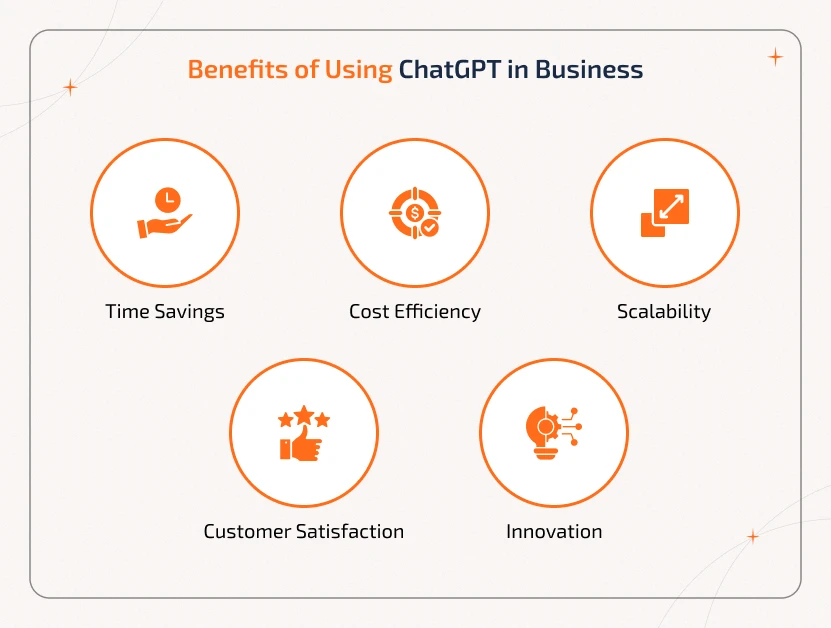 Benefits of Using ChatGPT in Business
Time Savings
Cost Efficiency
Scalability
Customer Satisfaction
Innovation